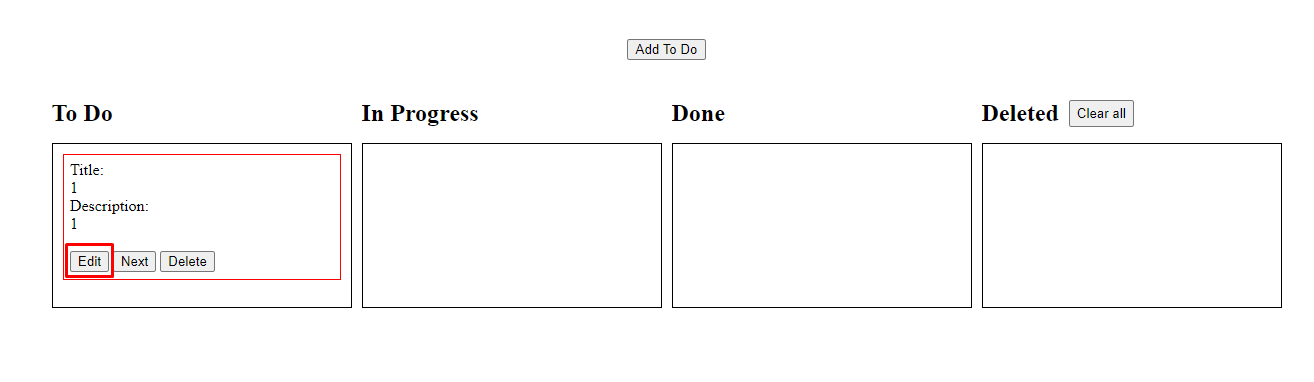 Add To Do
To Do
In Progress
Done
Deleted
Clear all
Title:
1
Description:
1
Edit
Next
Delete